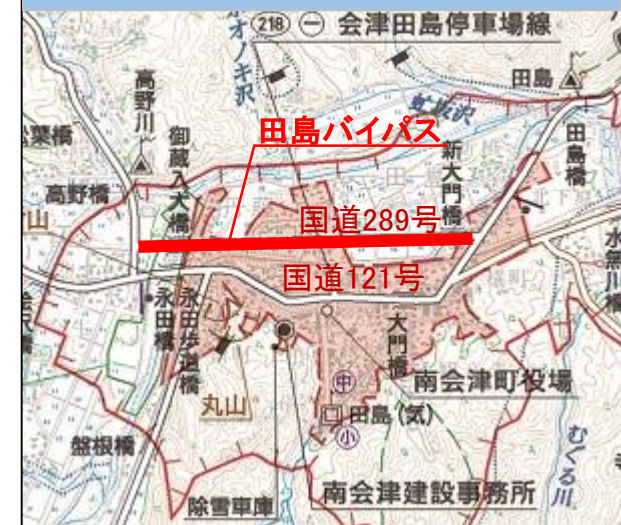 218 一 会津田島停車場線
オノキ沢
田島
高野川
田島バイパス
葉橋
御蔵入大橋
新大門橋
田島橋
高野橋
山
国道289号
国道121号
水無川橋
永田橋
永田歩道橋
大門橋
中
南会津町役場
丸山
田島(気)
小
盤根橋
むぐる川
除雪車庫
南会津建設事務所